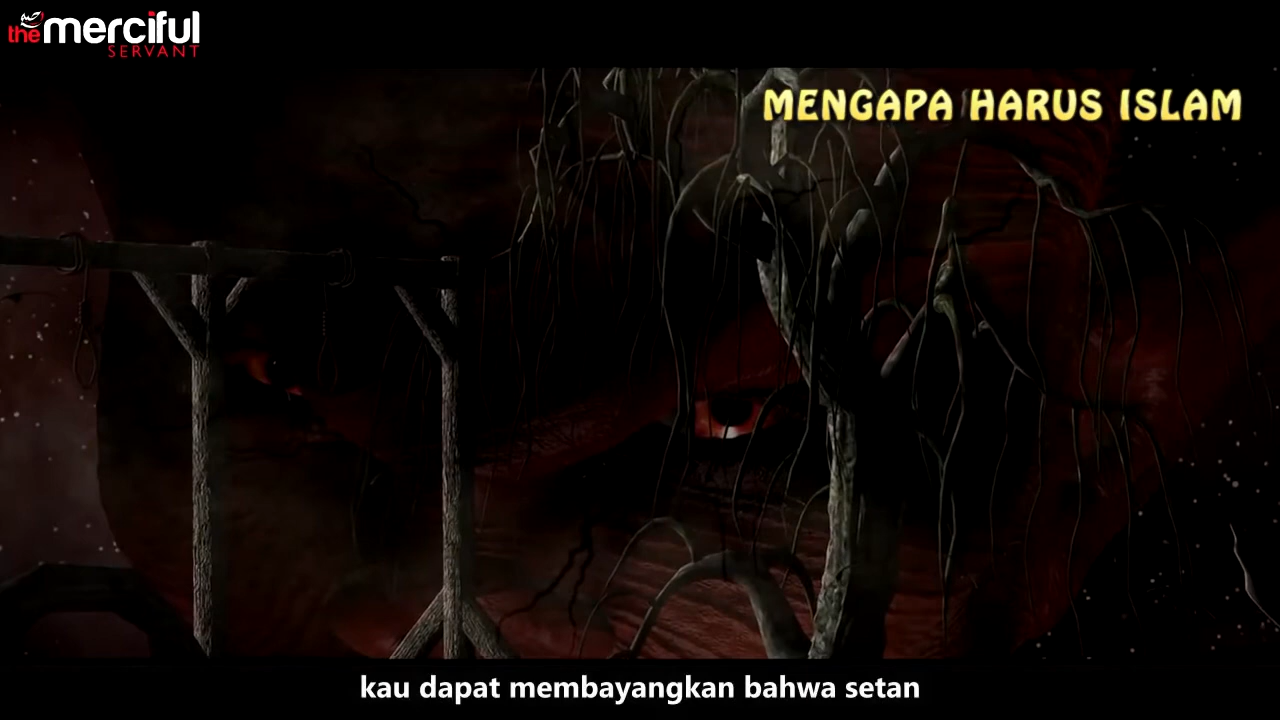 the merciful
SERVANT
MENGAPA HARUS ISLAM
kau dapat membayangkan bahwa setan